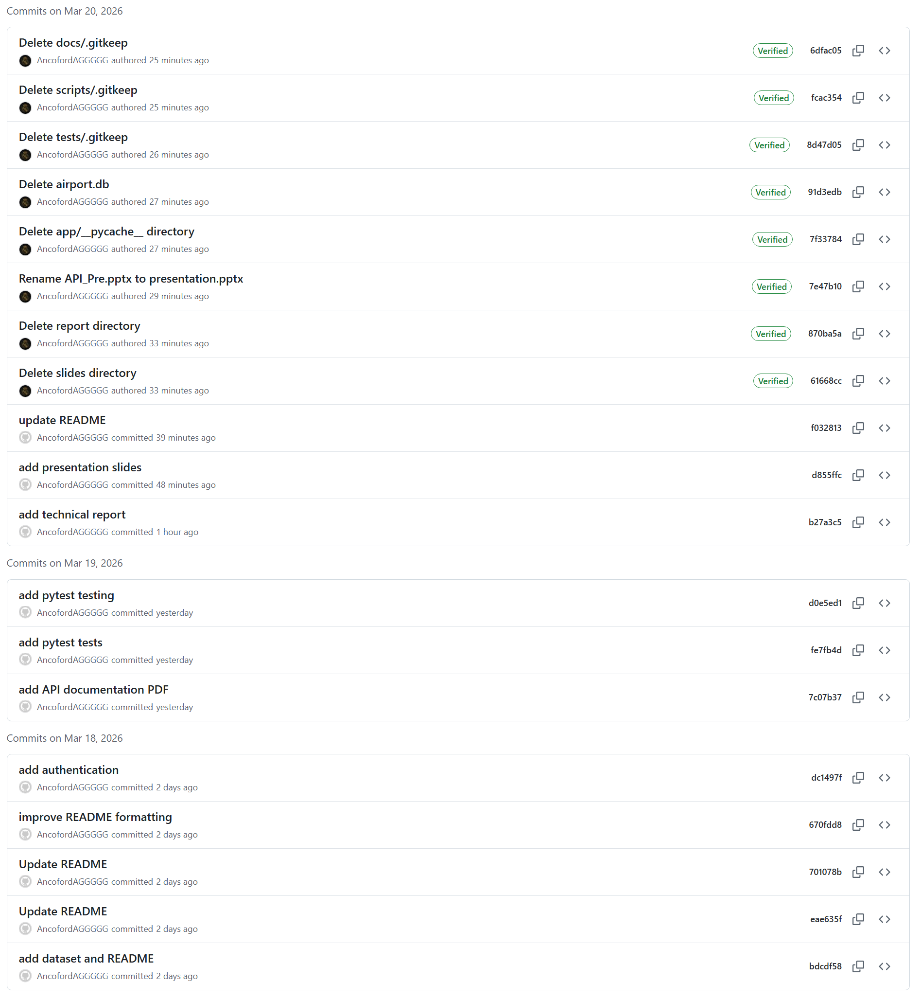 Commits on Mar 20, 2026
Delete docs/.gitkeep
AncofordAGGGGG authored 25 minutes ago
Verified
6dfac05
Delete scripts/.gitkeep
AncofordAGGGGG authored 25 minutes ago
Verified
fcac354
Delete tests/.gitkeep
AncofordAGGGGG authored 26 minutes ago
Verified
8d47d05
Delete airport.db
AncofordAGGGGG authored 27 minutes ago
Verified
91d3edb
Delete app/__pycache__ directory
AncofordAGGGGG authored 27 minutes ago
Verified
7f33784
Rename API_Pre.pptx to presentation.pptx
AncofordAGGGGG authored 29 minutes ago
Verified
7e47b10
Delete report directory
AncofordAGGGGG authored 33 minutes ago
Verified
870ba5a
Delete slides directory
AncofordAGGGGG authored 33 minutes ago
Verified
61668cc
update README
AncofordAGGGGG committed 39 minutes ago
f032813
add presentation slides
AncofordAGGGGG committed 48 minutes ago
d855ffc
add technical report
AncofordAGGGGG committed 1 hour ago
b27a3c5
Commits on Mar 19, 2026
add pytest testing
AncofordAGGGGG committed yesterday
d0e5ed1
add pytest tests
AncofordAGGGGG committed yesterday
fe7fb4d
add API documentation PDF
AncofordAGGGGG committed yesterday
7c07b37
Commits on Mar 18, 2026
add authentication
AncofordAGGGGG committed 2 days ago
dc1497f
improve README formatting
AncofordAGGGGG committed 2 days ago
670fdd8
Update README
AncofordAGGGGG committed 2 days ago
701078b
Update README
AncofordAGGGGG committed 2 days ago
eae635f
add dataset and README
AncofordAGGGGG committed 2 days ago
bdcdf58